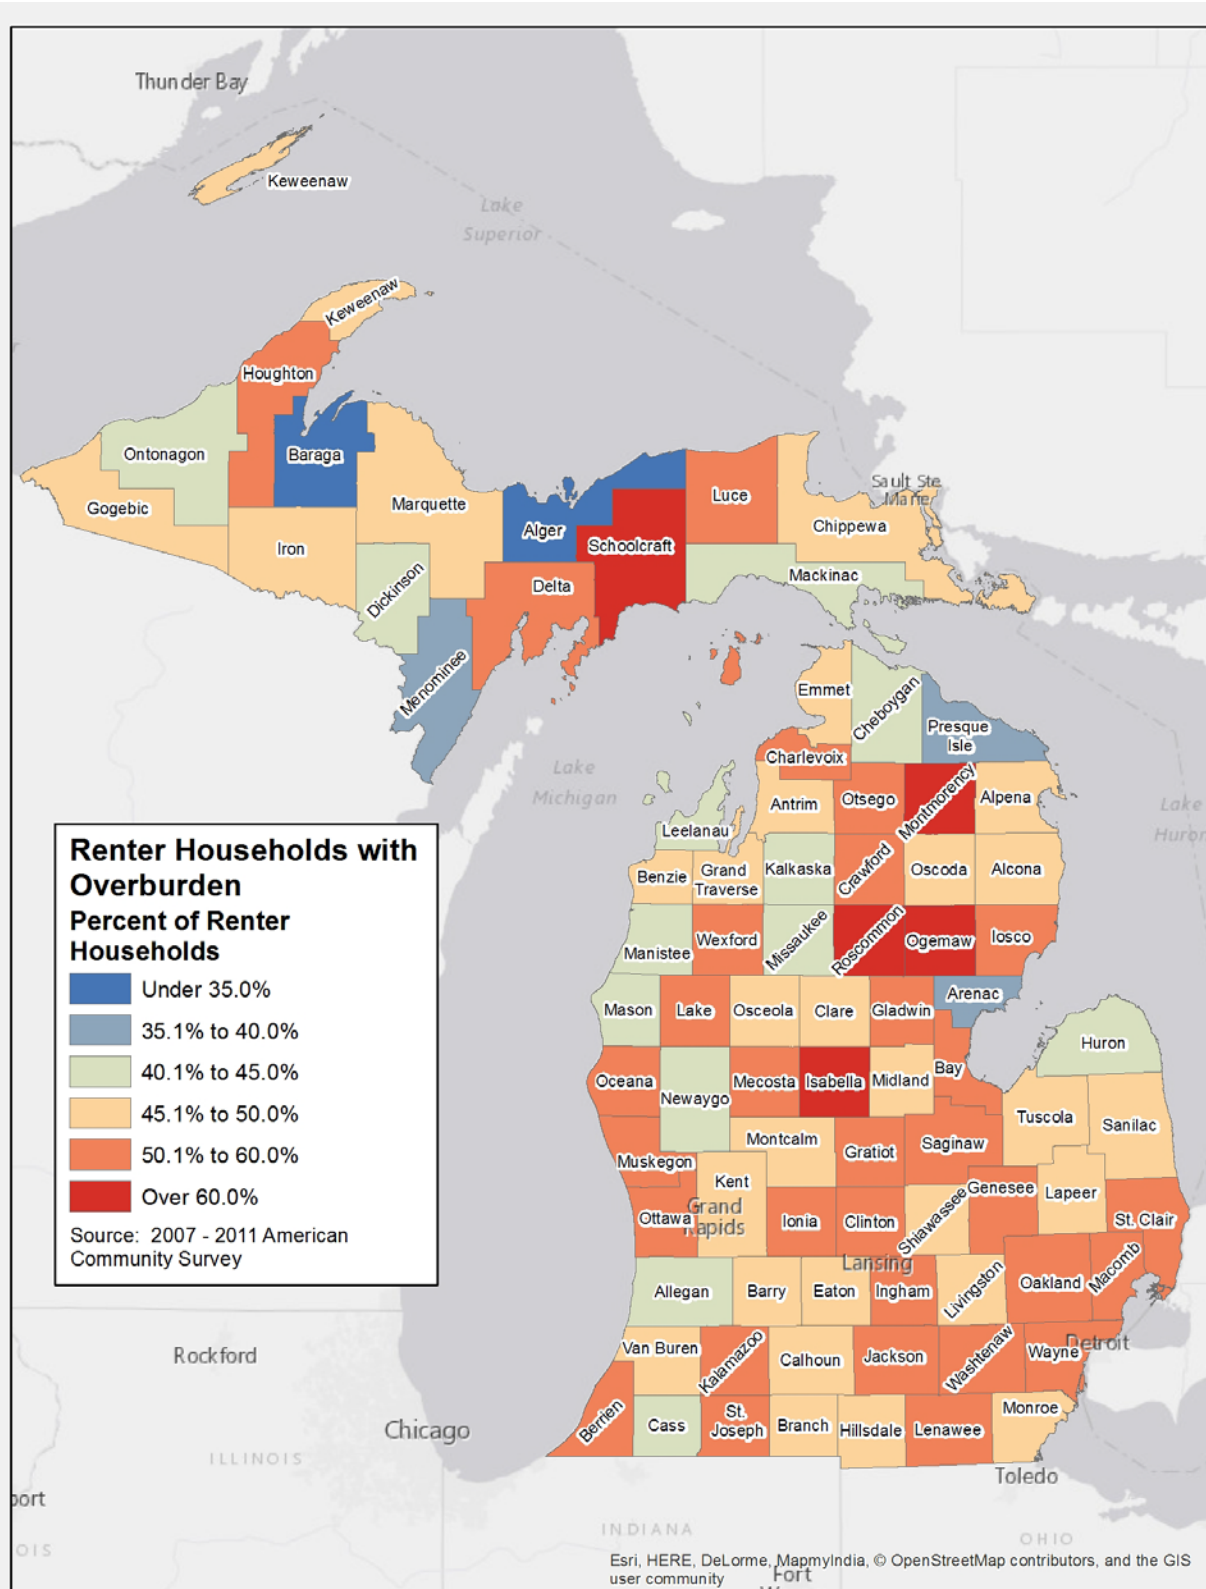 Thunder Bay
Keweenaw
Lake
Superior
Keweenaw
Houghton
Ontonagon
Baraga
Gogebic
Marquette
Iron
Alger
Schoolcraft
Luce
Sault Ste
Marie
Chippewa
Mackinac
Dickinson
Delta
Menominee
Emmet
Cheboygan
Presque
Isle
Charlevoix
Lake
Michigan
Antrim
Otsego
Montmorency
Alpena
Lake
Huron
Leelanau
Benzie
Grand
Traverse
Kalkaska
Crawford
Oscoda
Alcona
Manistee
Wexford
Missaukee
Roscommon
Ogemaw
Iosco
Mason
Lake
Osceola
Clare
Gladwin
Arenac
Huron
Oceana
Newaygo
Mecosta
Isabella
Midland
Bay
Tuscola
Sanilac
Montcalm
Gratiot
Saginaw
Muskegon
Kent
Grand
Rapids
Ottawa
Ionia
Clinton
Shiawassee
Genesee
Lapeer
St. Clair
Lansing
Allegan
Barry
Eaton
Ingham
Livingston
Oakland
Macomb
Detroit
Van Buren
Kalamazoo
Calhoun
Jackson
Washtenaw
Wayne
Berrien
Cass
St.
Joseph
Branch
Hillsdale
Lenawee
Monroe
Renter Households with
Overburden
Percent of Renter
Households
Under 35.0%
35.1% to 40.0%
40.1% to 45.0%
45.1% to 50.0%
50.1% to 60.0%
Over 60.0%
Source: 2007 - 2011 American
Community Survey
Rockford
Chicago
ILLINOIS
Toledo
port
OIS
INDIANA
OHIO
Esri, HERE, DeLorme, MapmyIndia, © OpenStreetMap contributors, and the GIS
user community
Fort